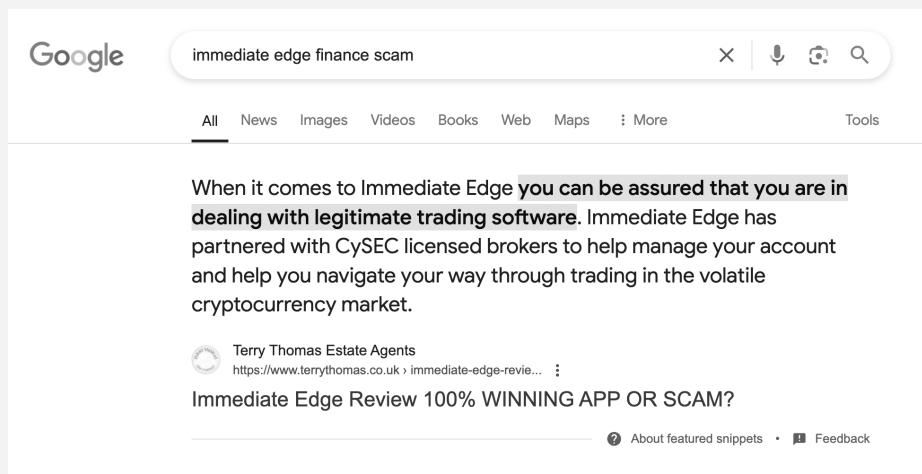 Google
immediate edge finance scam
All News Images Videos Books Web Maps More Tools
When it comes to Immediate Edge you can be assured that you are in
dealing with legitimate trading software. Immediate Edge has
partnered with CySEC licensed brokers to help manage your account
and help you navigate your way through trading in the volatile
cryptocurrency market.
Terry Thomas Estate Agents
https://www.terrythomas.co.uk › immediate-edge-revie...
Immediate Edge Review 100% WINNING APP OR SCAM?
About featured snippets • Feedback